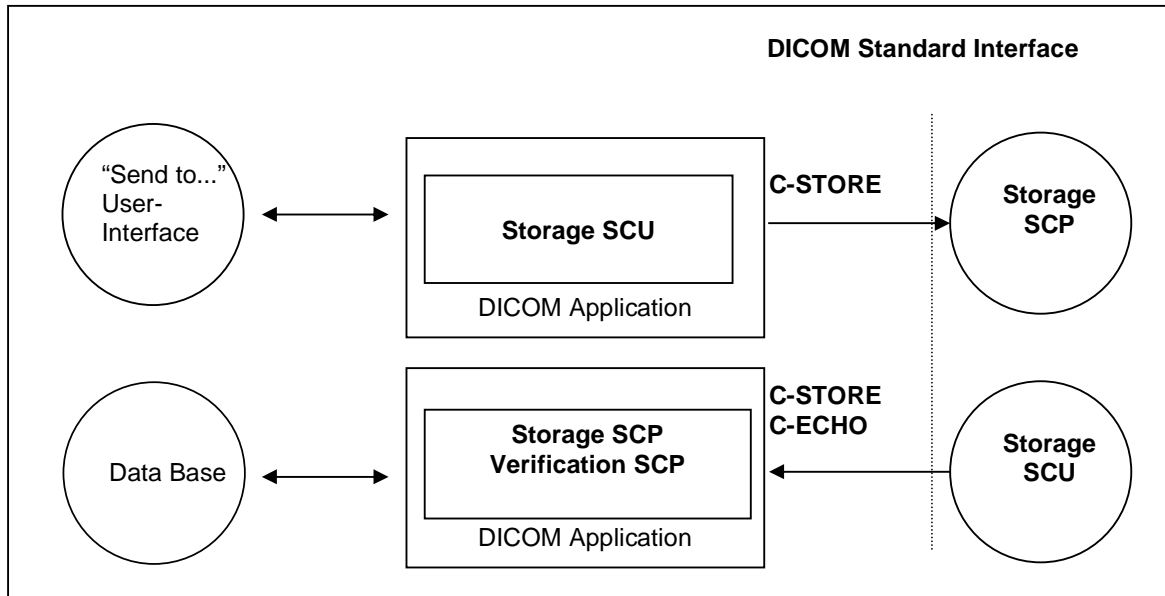 DICOM Standard Interface
“Send to...”
User-
Interface
Storage SCU
DICOM Application
C-STORE
Storage
SCP
Data Base
Storage SCP
Verification SCP
DICOM Application
C-STORE
C-ECHO
Storage
SCU